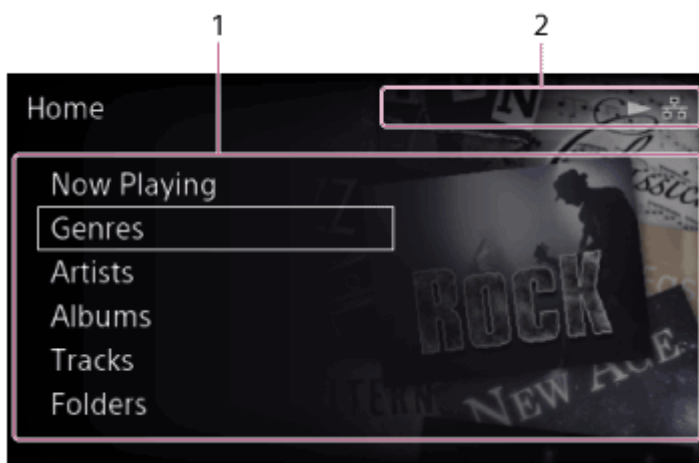 1 2
Home
Now Playing
Genres
Artists
Albums
Tracks
Folders
ROCK
NEW AGE